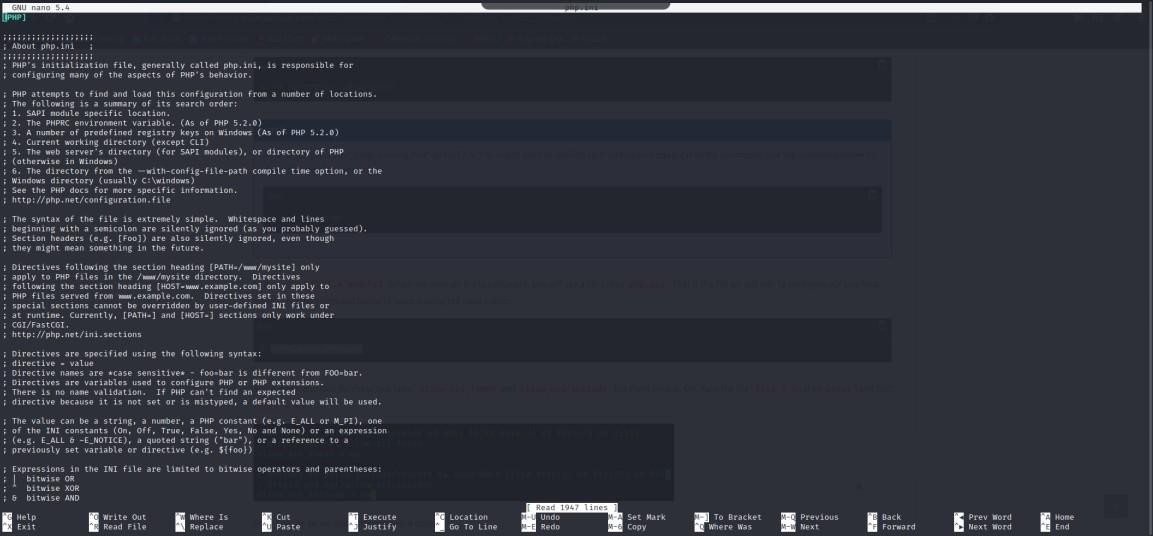 GNU nano 5.4 php.ini
[PHP]
;;;;;;;;;;;;;;;;;;;
; About php.ini   ;
;;;;;;;;;;;;;;;;;;;
; PHP's initialization file, generally called php.ini, is responsible for
; configuring many of the aspects of PHP's behavior.
; PHP attempts to find and load this configuration from a number of locations.
; The following is a summary of its search order:
; 1. SAPI module specific location.
; 2. The PHPRC environment variable. (As of PHP 5.2.0)
; 3. A number of predefined registry keys on Windows (As of PHP 5.2.0)
; 4. Current working directory (except CLI)
; 5. The web server's directory (for SAPI modules), or directory of PHP
; (otherwise in Windows)
; 6. The directory from the --with-config-file-path compile time option, or the
; Windows directory (usually C:\windows)
; See the PHP docs for more specific information.
; http://php.net/configuration.file
; The syntax of the file is extremely simple.  Whitespace and lines
; beginning with a semicolon are silently ignored (as you probably guessed).
; Section headers (e.g. [Foo]) are also silently ignored, even though
; they might mean something in the future.
; Directives following the section heading [PATH=/www/mysite] only
; apply to PHP files in the /www/mysite directory.  Directives
; following the section heading [HOST=www.example.com] only apply to
; PHP files served from www.example.com.  Directives set in these
; special sections cannot be overridden by user-defined INI files or
; at runtime. Currently, [PATH=] and [HOST=] sections only work under
; CGI/FastCGI.
; http://php.net/ini.sections
; Directives are specified using the following syntax:
; directive = value
; Directive names are *case sensitive* - foo=bar is different from FOO=bar.
; Directives are variables used to configure PHP or PHP extensions.
; There is no name validation.  If PHP can't find an expected
; directive because it is not set or is mistyped, a default value will be used.
; The value can be a string, a number, a PHP constant (e.g. E_ALL or M_PI), one
; of the INI constants (On, Off, True, False, Yes, No and None) or an expression
; (e.g. E_ALL & ~E_NOTICE), a quoted string ("bar"), or a reference to a
; previously set variable or directive (e.g. ${foo})
; Expressions in the INI file are limited to bitwise operators and parentheses:
; |  bitwise OR
; ^  bitwise XOR
; &  bitwise AND
[ Read 1947 lines ]
^G Help ^O Write Out ^W Where Is ^K Cut ^T Execute ^C Location M-U Undo M-A Set Mark M-] To Bracket M-Q Previous ^B Back ^◀ Prev Word ^A Home
^X Exit ^R Read File ^\ Replace ^U Paste ^J Justify ^_ Go To Line M-E Redo M-6 Copy ^Q Where Was M-W Next ^F Forward ^▶ Next Word ^E End